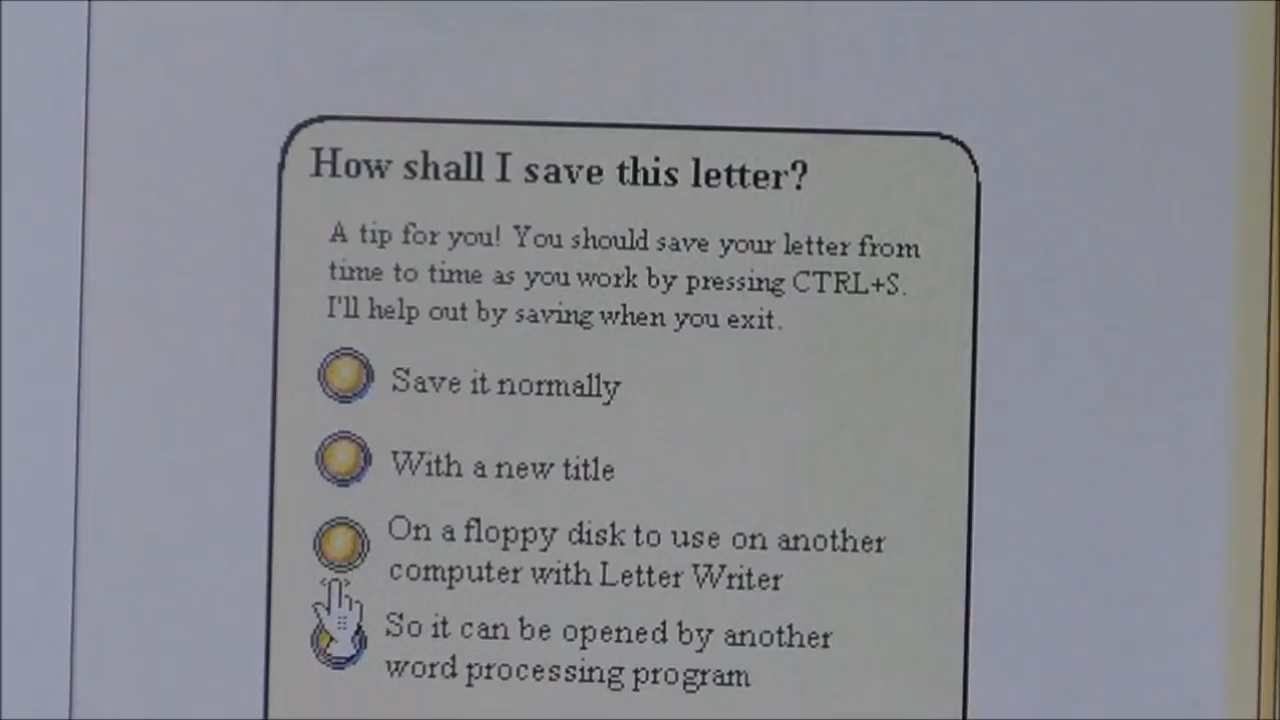 How shall I save this letter?
A tip for you! You should save your letter from
time to time as you work by pressing CTRL+S.
I'll help out by saving when you exit.
Save it normally
With a new title
On a floppy disk to use on another
computer with Letter Writer
So it can be opened by another
word processing program